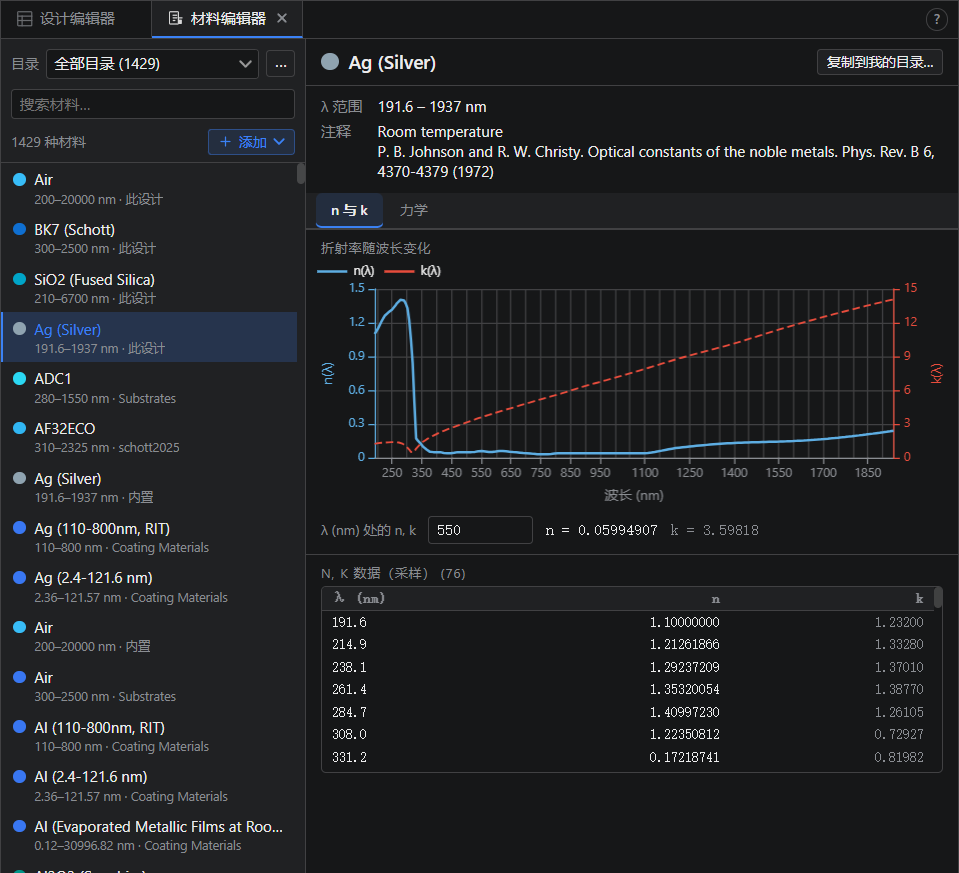 设计编辑器
材料编辑器
?
目录
全部目录 (1429)
...
搜索材料...
1429 种材料
+ 添加
Air
200–20000 nm · 此设计
BK7 (Schott)
300–2500 nm · 此设计
SiO2 (Fused Silica)
210–6700 nm · 此设计
Ag (Silver)
191.6–1937 nm · 此设计
ADC1
280–1550 nm · Substrates
AF32ECO
310–2325 nm · schott2025
Ag (Silver)
191.6–1937 nm · 内置
Ag (110-800nm, RIT)
110–800 nm · Coating Materials
Ag (2.4-121.6 nm)
2.36–121.57 nm · Coating Materials
Air
200–20000 nm · 内置
Air
300–2500 nm · Substrates
Al (110-800nm, RIT)
110–800 nm · Coating Materials
Al (2.4-121.6 nm)
2.36–121.57 nm · Coating Materials
Al (Evaporated Metallic Films at Roo...
0.12–30996.82 nm · Coating Materials
Ag (Silver)
复制到我的目录...
λ 范围 191.6 – 1937 nm
注释 Room temperature
P. B. Johnson and R. W. Christy. Optical constants of the noble metals. Phys. Rev. B 6,
4370-4379 (1972)
n 与 k 力学
折射率随波长变化
n(λ) k(λ)
1.5 15
1.2 12
0.9 9
n(λ) k(λ)
0.6 6
0.3 3
0 0
250 350 450 550 650 750 850 950 1100 1250 1400 1550 1700 1850
波长 (nm)
λ (nm) 处的 n, k 550 n = 0.05994907 k = 3.59818
N, K 数据（采样） (76)
λ (nm) n k
191.6 1.10000000 1.23200
214.9 1.21261866 1.33280
238.1 1.29237209 1.37010
261.4 1.35320054 1.38770
284.7 1.40997230 1.26105
308.0 1.22350812 0.72927
331.2 0.17218741 0.81982